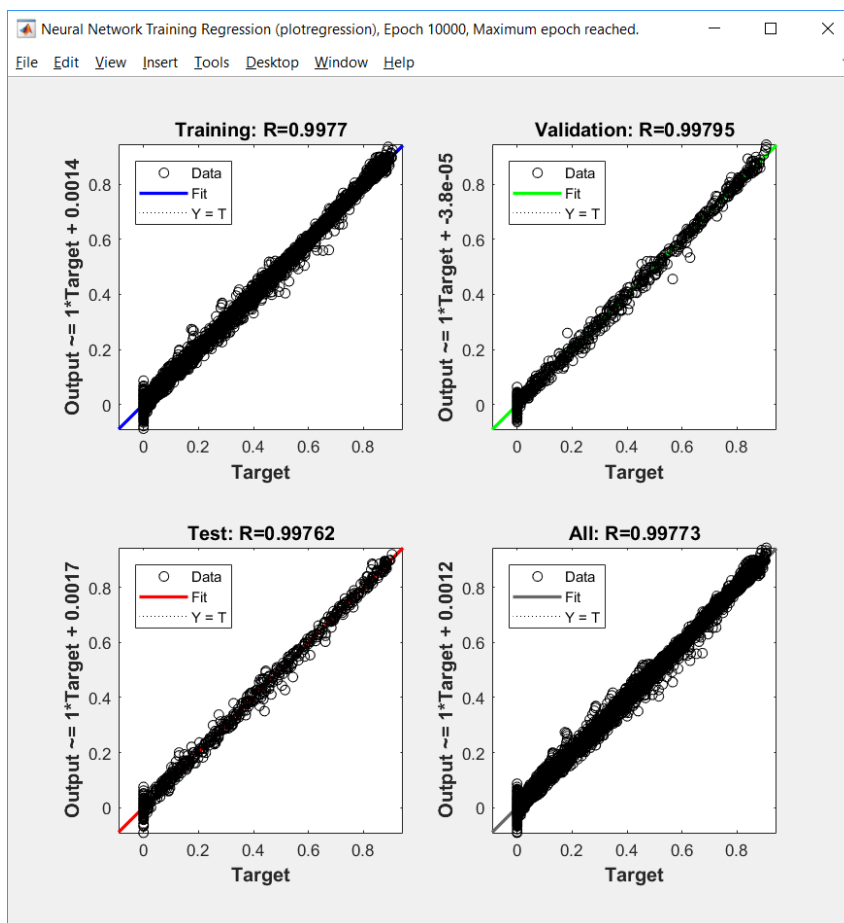 Neural Network Training Regression (plotregression), Epoch 10000, Maximum epoch reached.
File Edit View Insert Tools Desktop Window Help
Training: R=0.9977
Output ~= 1*Target + 0.0014
Data
Fit
Y = T
0.8
0.6
0.4
0.2
0
0 0.2 0.4 0.6 0.8
Target
Validation: R=0.99795
Output ~= 1*Target + -3.8e-05
Data
Fit
Y = T
0.8
0.6
0.4
0.2
0
0 0.2 0.4 0.6 0.8
Target
Test: R=0.99762
Output ~= 1*Target + 0.0017
Data
Fit
Y = T
0.8
0.6
0.4
0.2
0
0 0.2 0.4 0.6 0.8
Target
All: R=0.99773
Output ~= 1*Target + 0.0012
Data
Fit
Y = T
0.8
0.6
0.4
0.2
0
0 0.2 0.4 0.6 0.8
Target